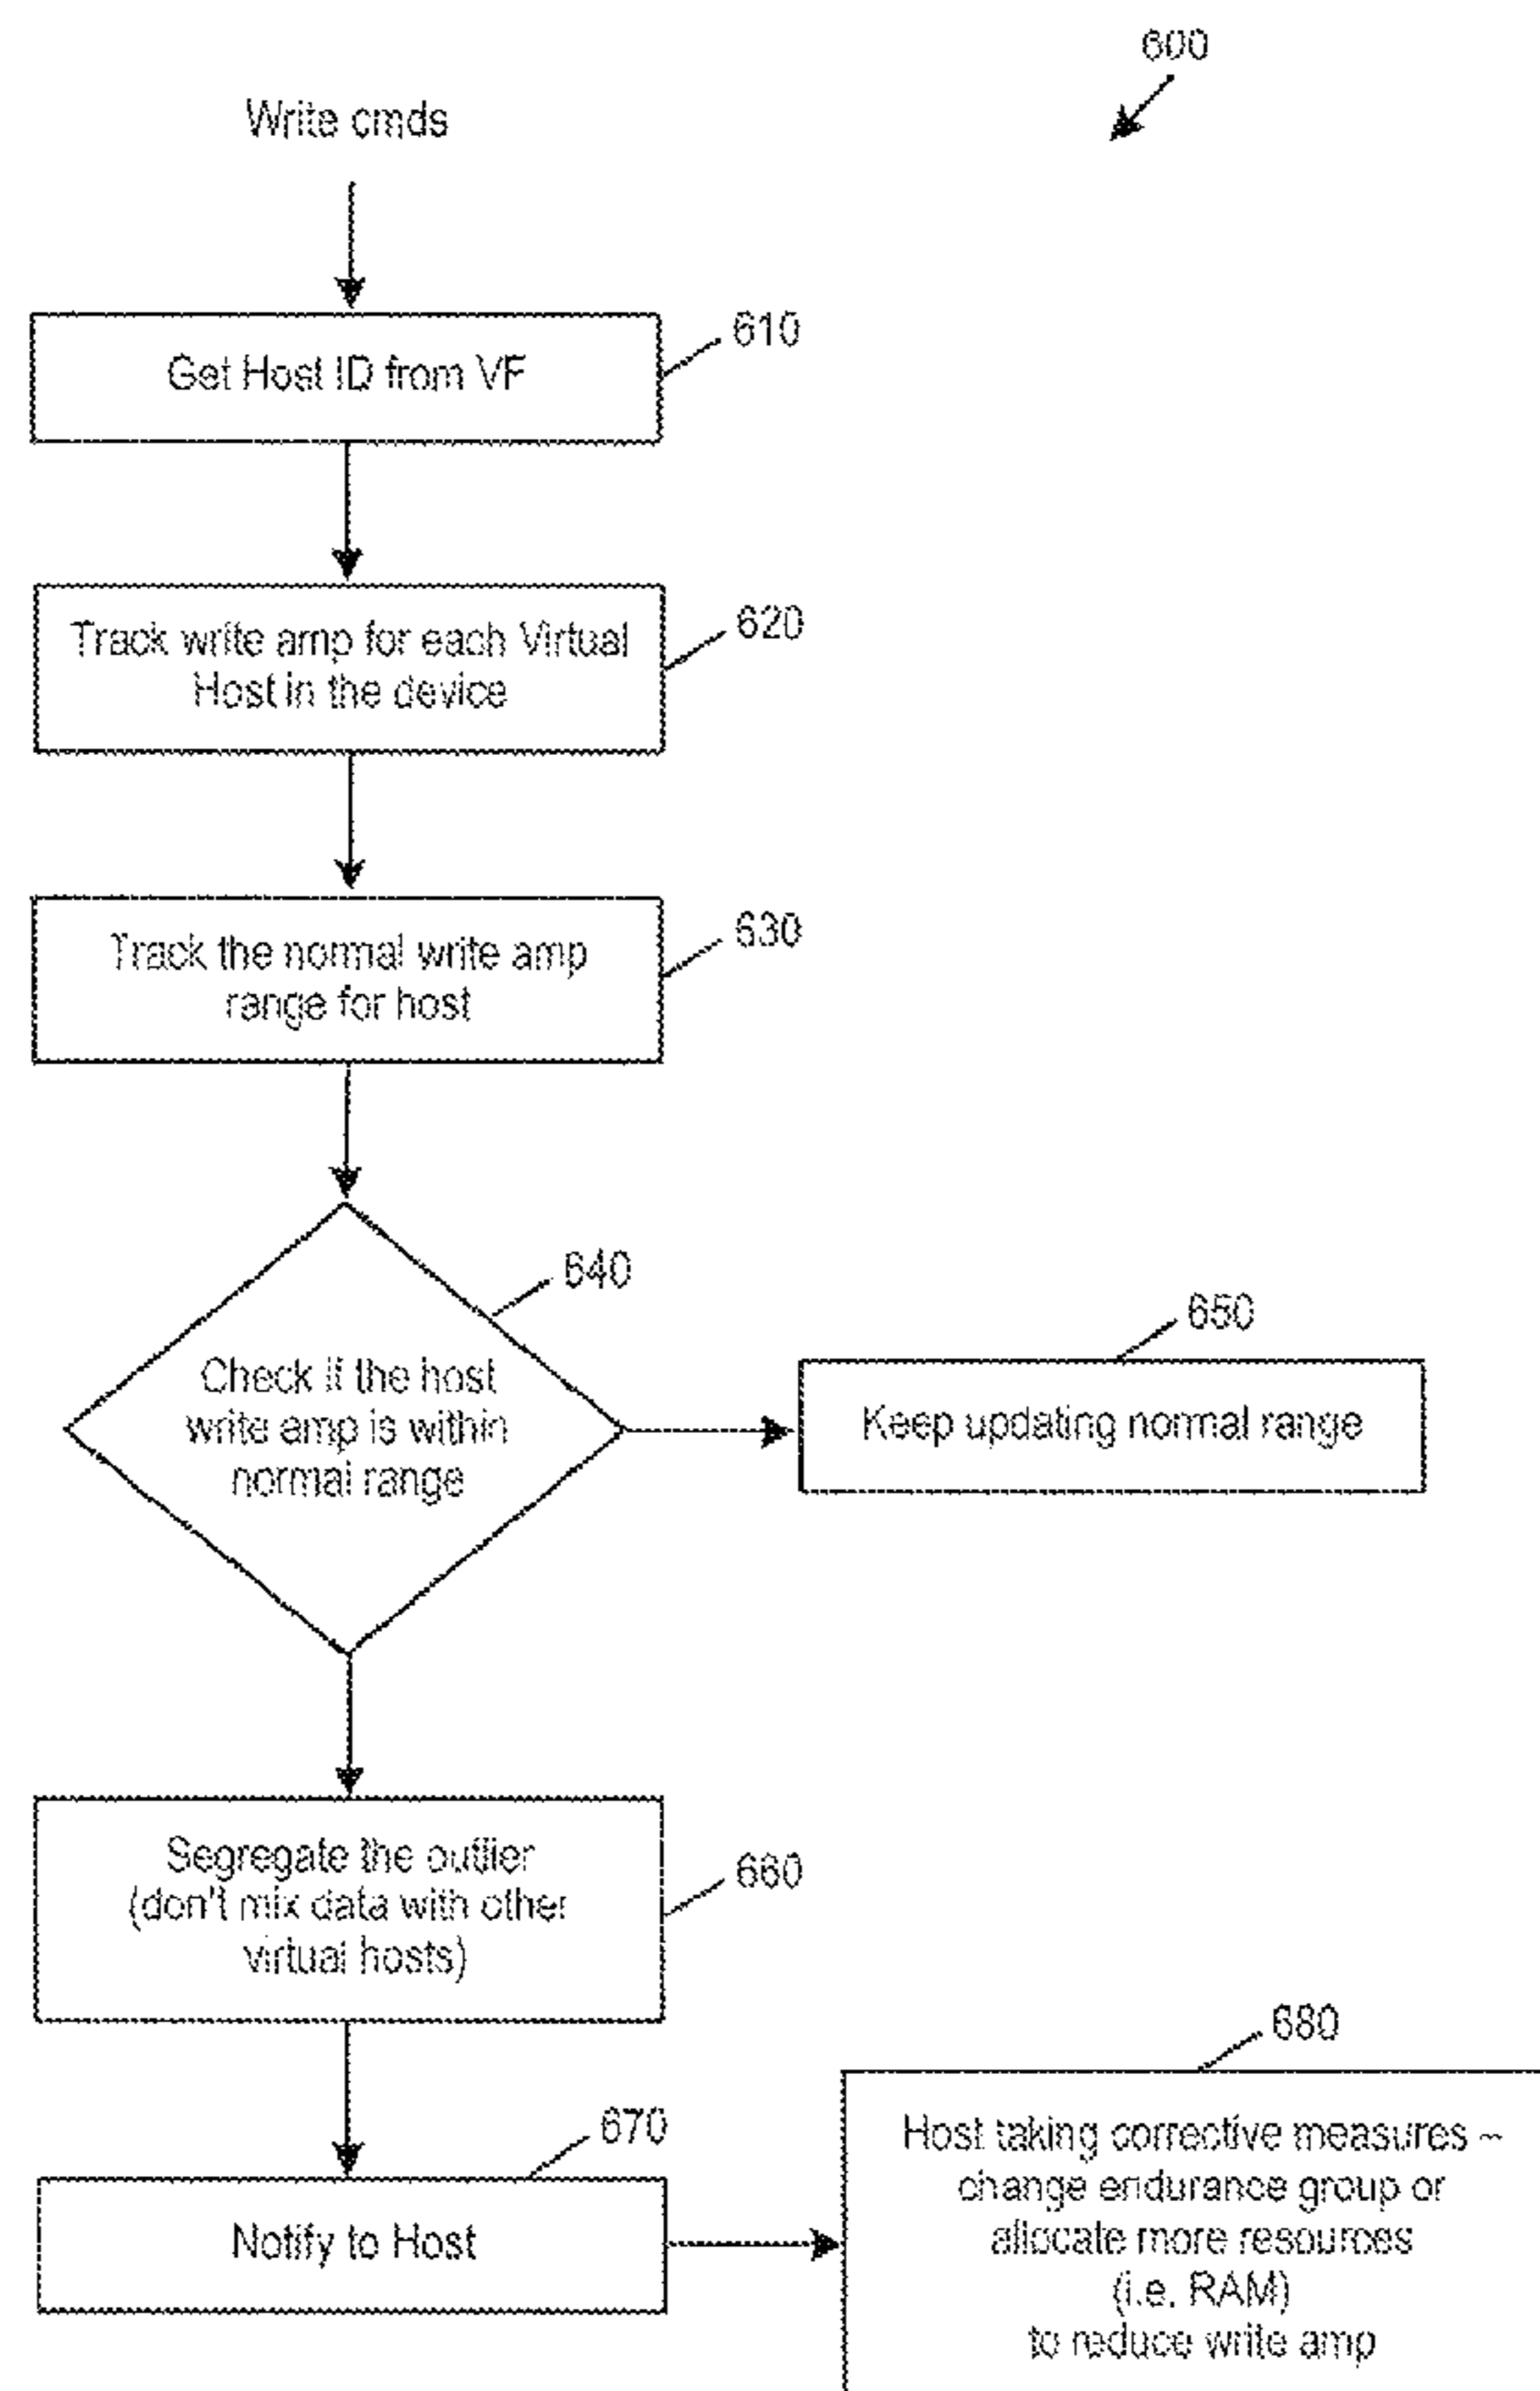 600
Write cmds
610
Get Host ID from VF
620
Track write amp for each Virtual
Host in the device
630
Track the normal write amp
range for host
640
Check if the host
write amp is within
normal range
650
Keep updating normal range
660
Segregate the outlier
(don't mix data with other
virtual hosts)
670
Notify to Host
680
Host taking corrective measures –
change endurance group or
allocate more resources
(i.e. RAM)
to reduce write amp